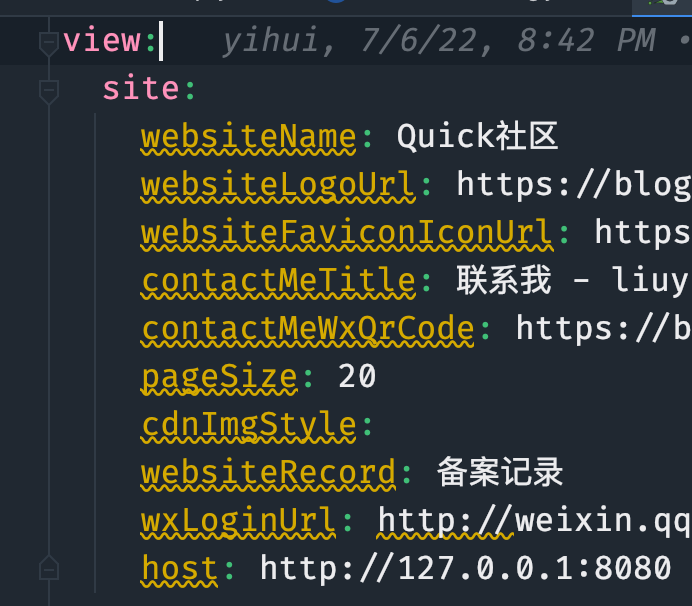 view: yihui, 7/6/22, 8:42 PM •
site:
websiteName: Quick社区
websiteLogoUrl: https://blog
websiteFaviconIconUrl: https
contactMeTitle: 联系我 - liuy
contactMeWxQrCode: https://b
pageSize: 20
cdnImgStyle:
websiteRecord: 备案记录
wxLoginUrl: http://weixin.qq
host: http://127.0.0.1:8080